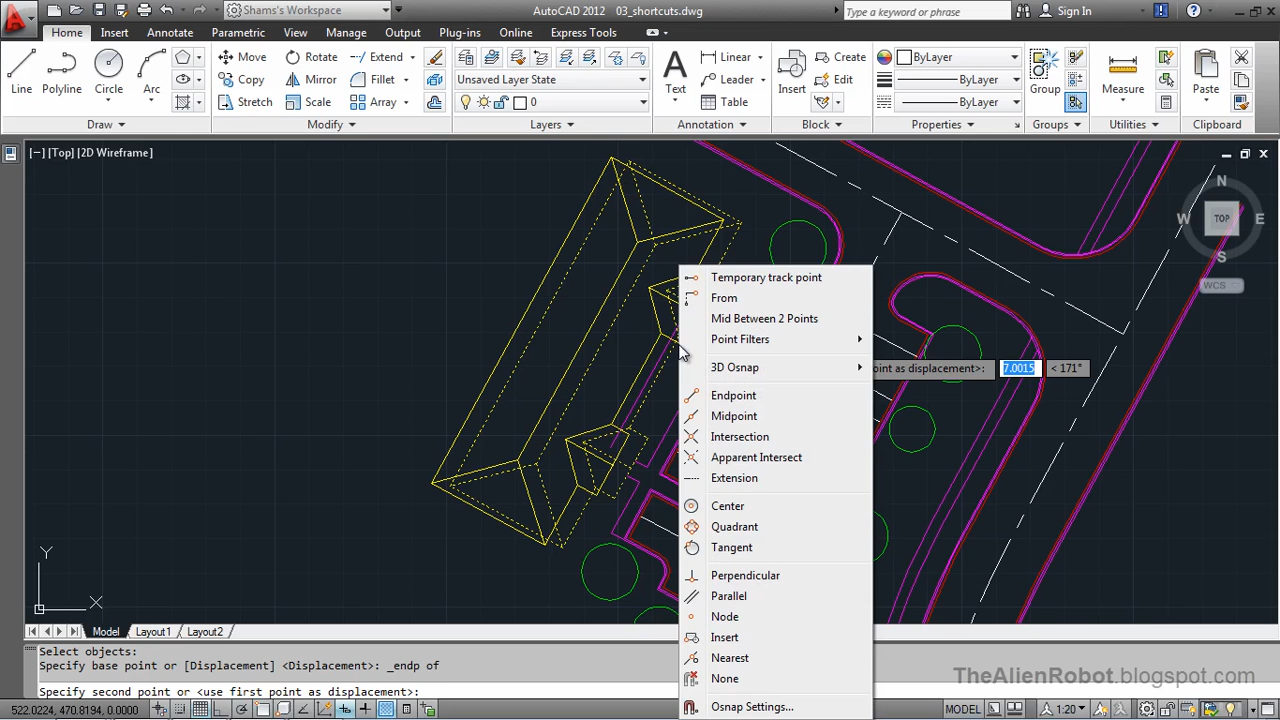 Shams's Workspace
AutoCAD 2012 03_shortcuts.dwg
Type a keyword or phrase
Sign In
Home Insert Annotate Parametric View Manage Output Plug-ins Online Express Tools
Line Polyline Circle Arc
Move Rotate Extend
Copy Mirror Fillet
Stretch Scale Array
Unsaved Layer State
0
Text
Linear
Leader
Table
Insert
Create
Edit
ByLayer
ByLayer
ByLayer
Group
Measure
Paste
Draw Modify Layers Annotation Block Properties Groups Utilities Clipboard
[−] [Top] [2D Wireframe]
N
W TOP E
S
WCS
Temporary track point
From
Mid Between 2 Points
Point Filters
3D Osnap
oint as displacement>: 7.0015 < 171°
Endpoint
Midpoint
Intersection
Apparent Intersect
Extension
Center
Quadrant
Tangent
Perpendicular
Parallel
Node
Insert
Nearest
None
Osnap Settings...
Y
X
Model Layout1 Layout2
Select objects:
Specify base point or [Displacement] <Displacement>: _endp of
Specify second point or <use first point as displacement>:
TheAlienRobot.blogspot.com
522.0224, 470.8194, 0.0000
MODEL
1:20